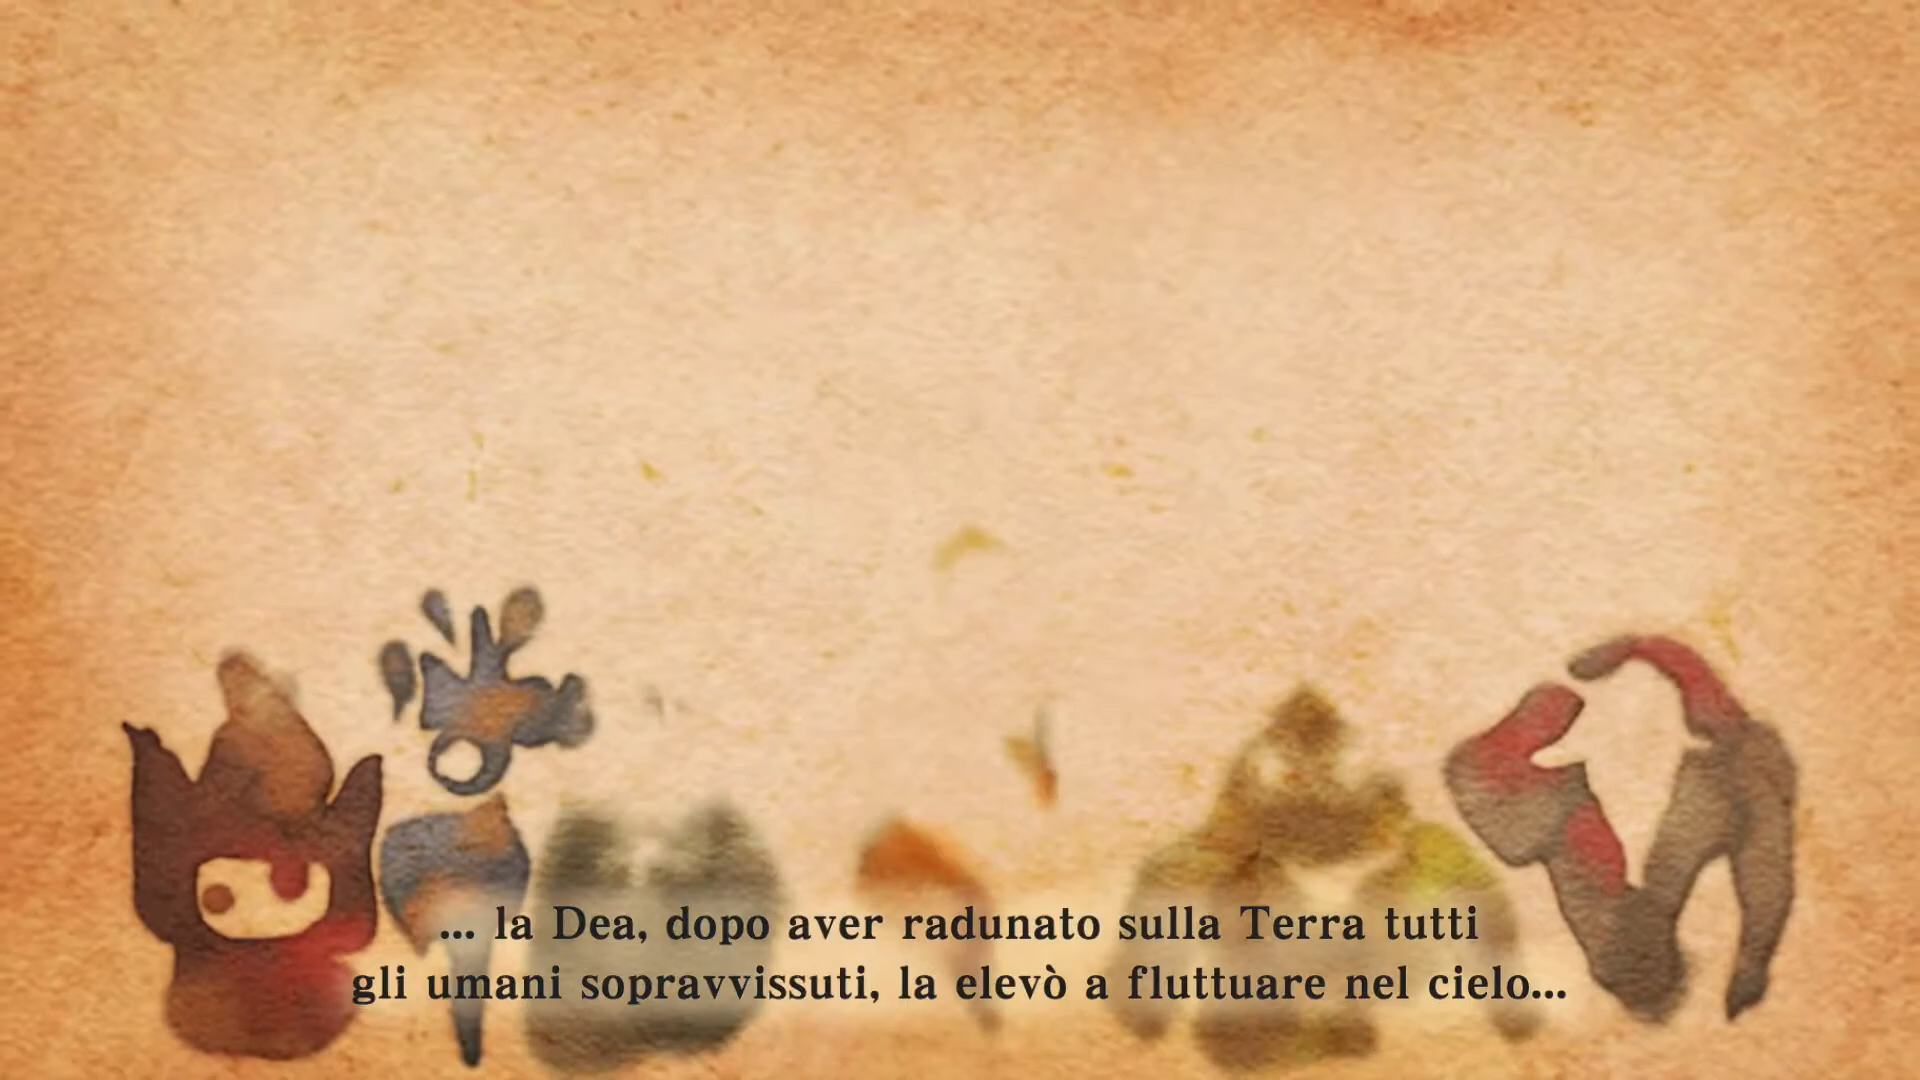 ... la Dea, dopo aver radunato sulla Terra tutti
gli umani sopravvissuti, la elevò a fluttuare nel cielo...